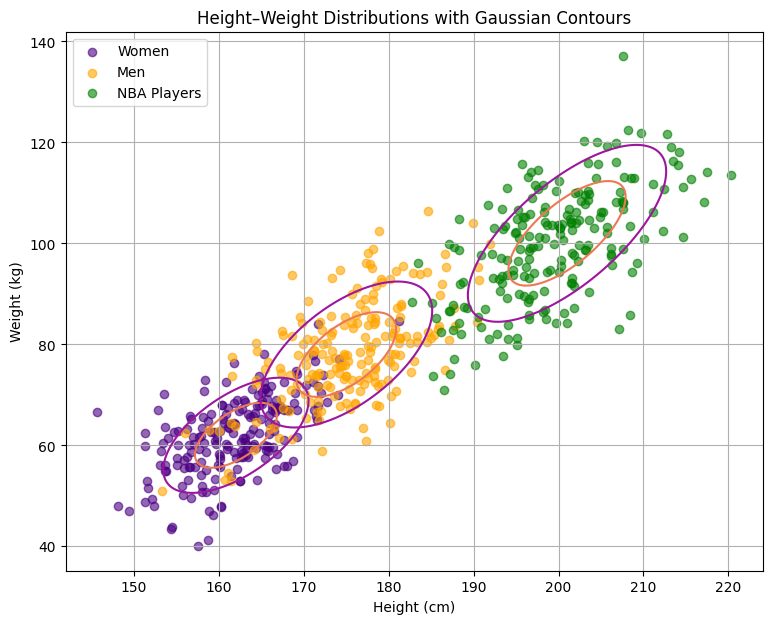 Height–Weight Distributions with Gaussian Contours
Women
Men
NBA Players
Weight (kg)
140
120
100
80
60
40
150
160
170
180
190
200
210
220
Height (cm)